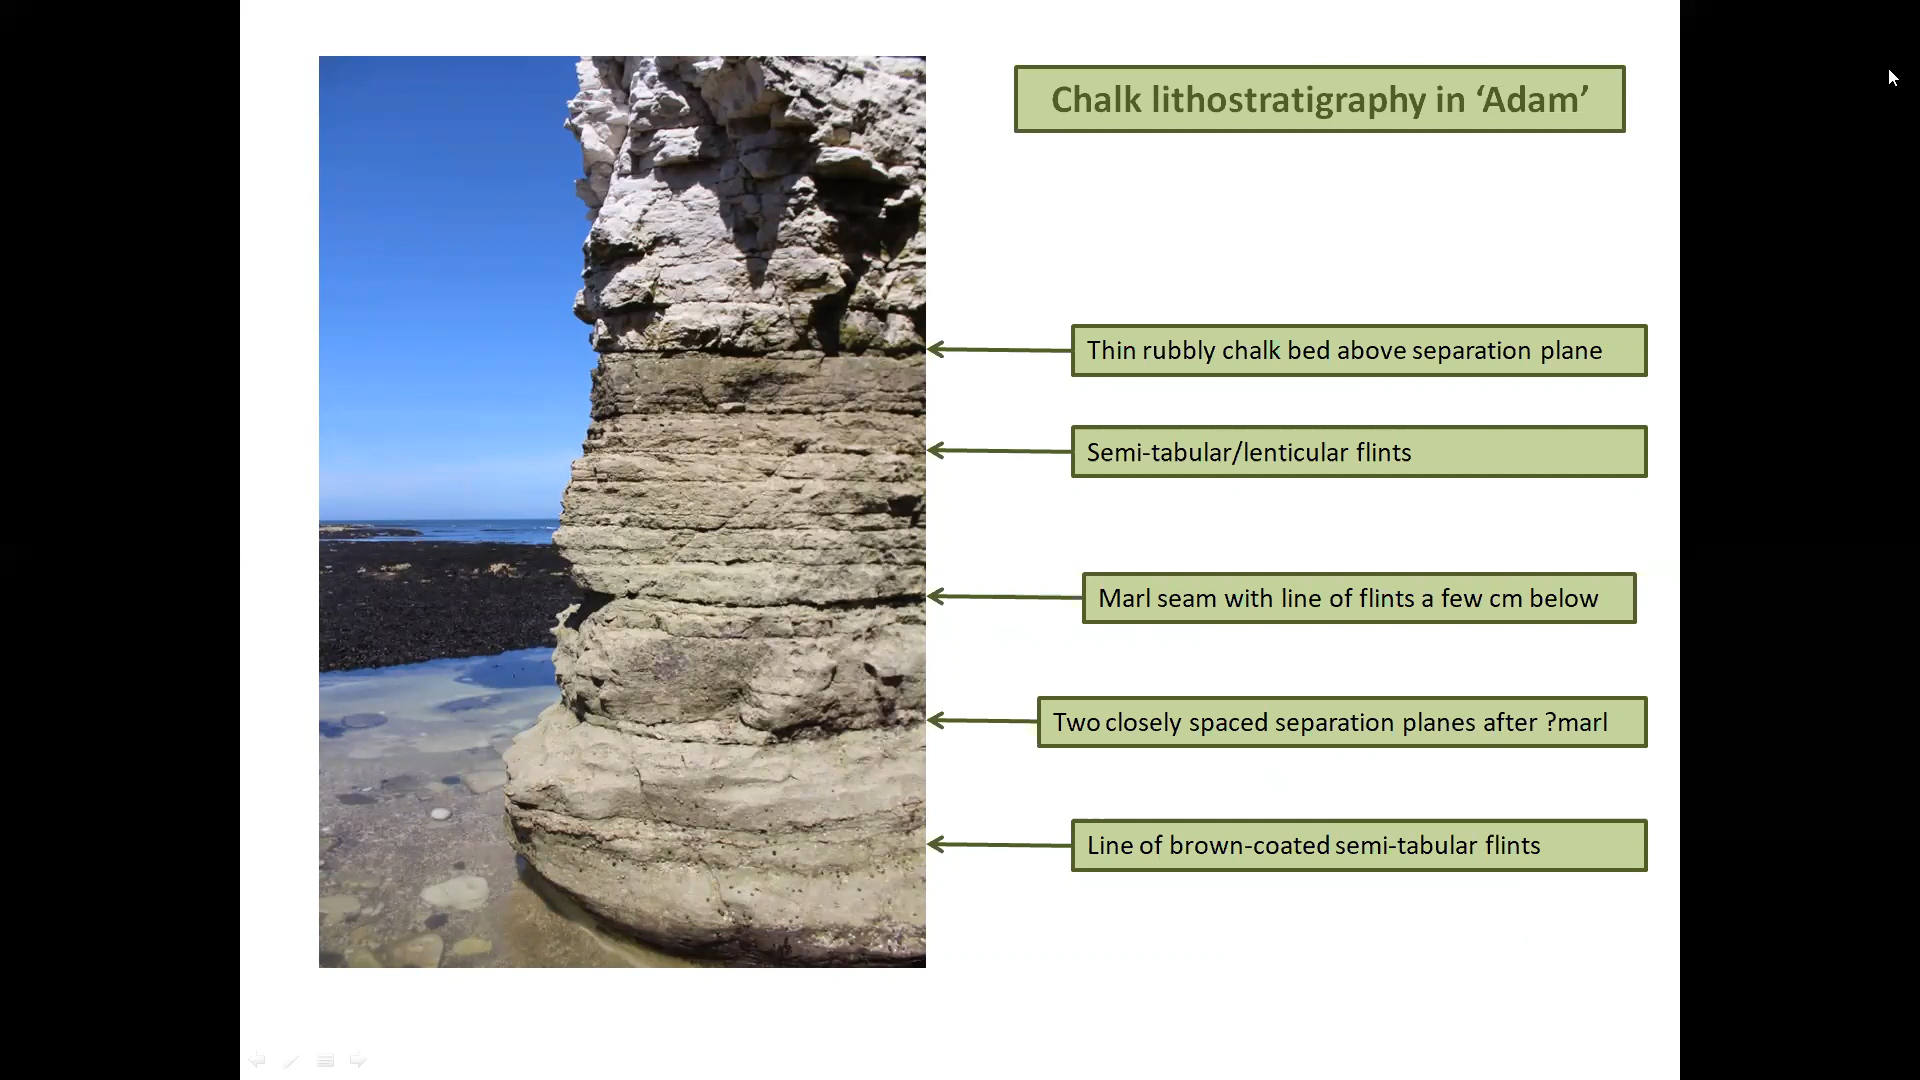 Chalk lithostratigraphy in ‘Adam’
Thin rubbly chalk bed above separation plane
Semi-tabular/lenticular flints
Marl seam with line of flints a few cm below
Two closely spaced separation planes after ?marl
Line of brown-coated semi-tabular flints